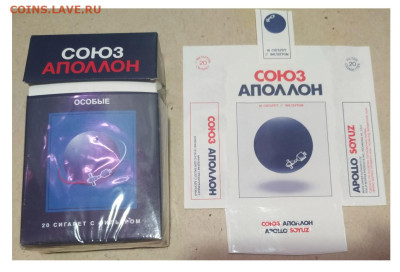 COINS.LAVE.RU
СОЮЗ
АПОЛЛОН
ОСОБЫЕ
20 СИГАРЕТ С ФИЛЬТРОМ
СОЮЗ
АПОЛЛОН
20 СИГАРЕТ С ФИЛЬТРОМ
СОЮЗ
АПОЛЛОН
APOLLO
SOYUZ
СОЮЗ АПОЛЛОН
APOLLO SOYUZ